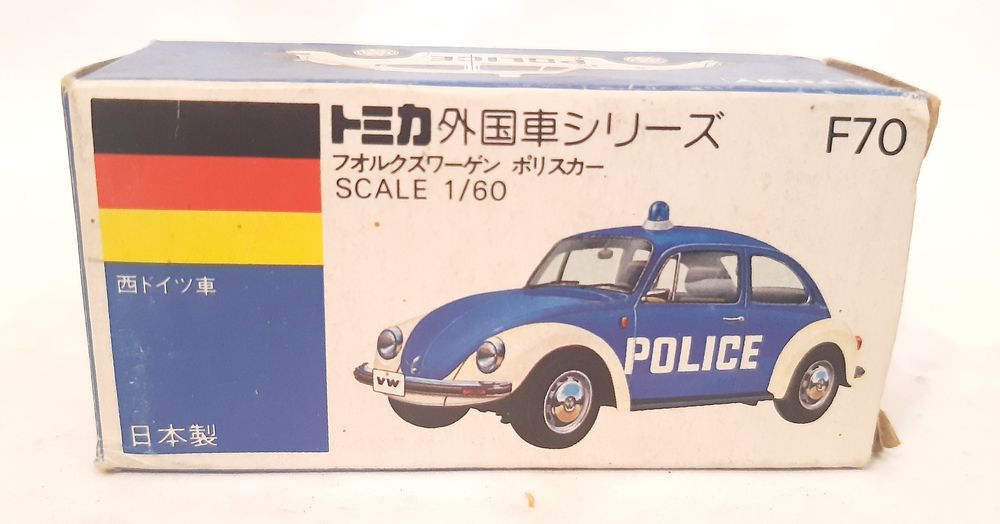 トミカ外国車シリーズ F70
フオルクスワーゲン ポリスカー
SCALE 1/60
西ドイツ車
POLICE
VW
日本製